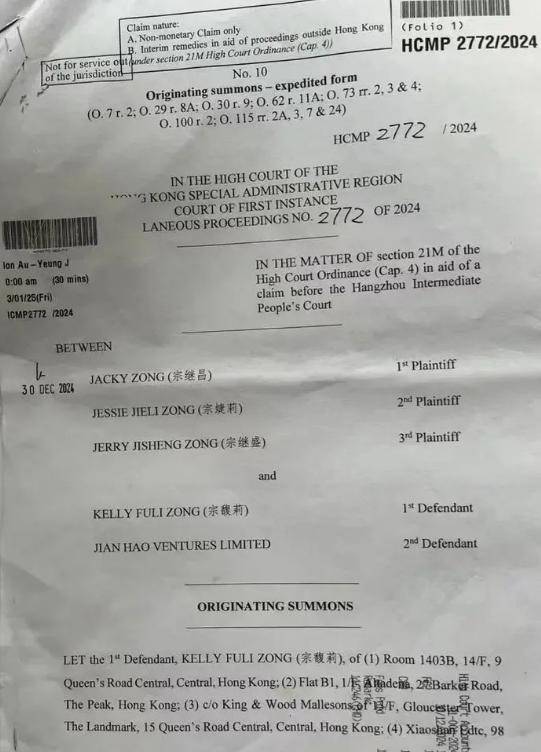 Claim nature:
A. Non-monetary Claim only
B. Interim remedies in aid of proceedings outside Hong Kong
(under section 21M High Court Ordinance (Cap. 4))
Not for service out
of the jurisdiction
(Folio 1)
HCMP 2772/2024
No. 10
Originating summons – expedited form
(O. 7 r. 2; O. 29 r. 8A; O. 30 r. 9; O. 62 r. 11A; O. 73 rr. 2, 3 & 4;
O. 100 r. 2; O. 115 rr. 2A, 3, 7 & 24)
HCMP 2772 / 2024
IN THE HIGH COURT OF THE
KONG SPECIAL ADMINISTRATIVE REGION
COURT OF FIRST INSTANCE
LANEOUS PROCEEDINGS NO. 2772 OF 2024
lon Au-Yeung J
0:00 am (30 mins)
3/01/25(Fri)
HCMP2772 /2024
IN THE MATTER OF section 21M of the
High Court Ordinance (Cap. 4) in aid of a
claim before the Hangzhou Intermediate
People's Court
BETWEEN
30 DEC 2024
JACKY ZONG (宗继昌) 1st Plaintiff
JESSIE JIELI ZONG (宗婕莉) 2nd Plaintiff
JERRY JISHENG ZONG (宗继盛) 3rd Plaintiff
and
KELLY FULI ZONG (宗馥莉) 1st Defendant
JIAN HAO VENTURES LIMITED 2nd Defendant
ORIGINATING SUMMONS
LET the 1st Defendant, KELLY FULI ZONG (宗馥莉), of (1) Room 1403B, 14/F, 9
Queen's Road Central, Central, Hong Kong; (2) Flat B1, 1/F, Altadena, 27 Barker Road,
The Peak, Hong Kong; (3) c/o King & Wood Mallesons of 13/F, Gloucester Tower,
The Landmark, 15 Queen's Road Central, Central, Hong Kong; (4) Xiaoshan Edtc, 98